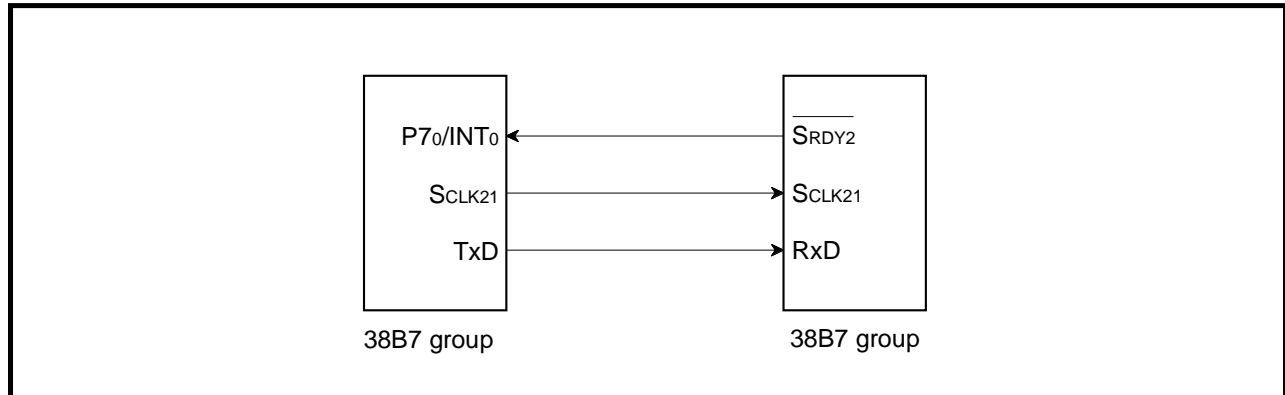 P70/INT0 SRDY2
SCLK21 SCLK21
TxD RxD
38B7 group 38B7 group